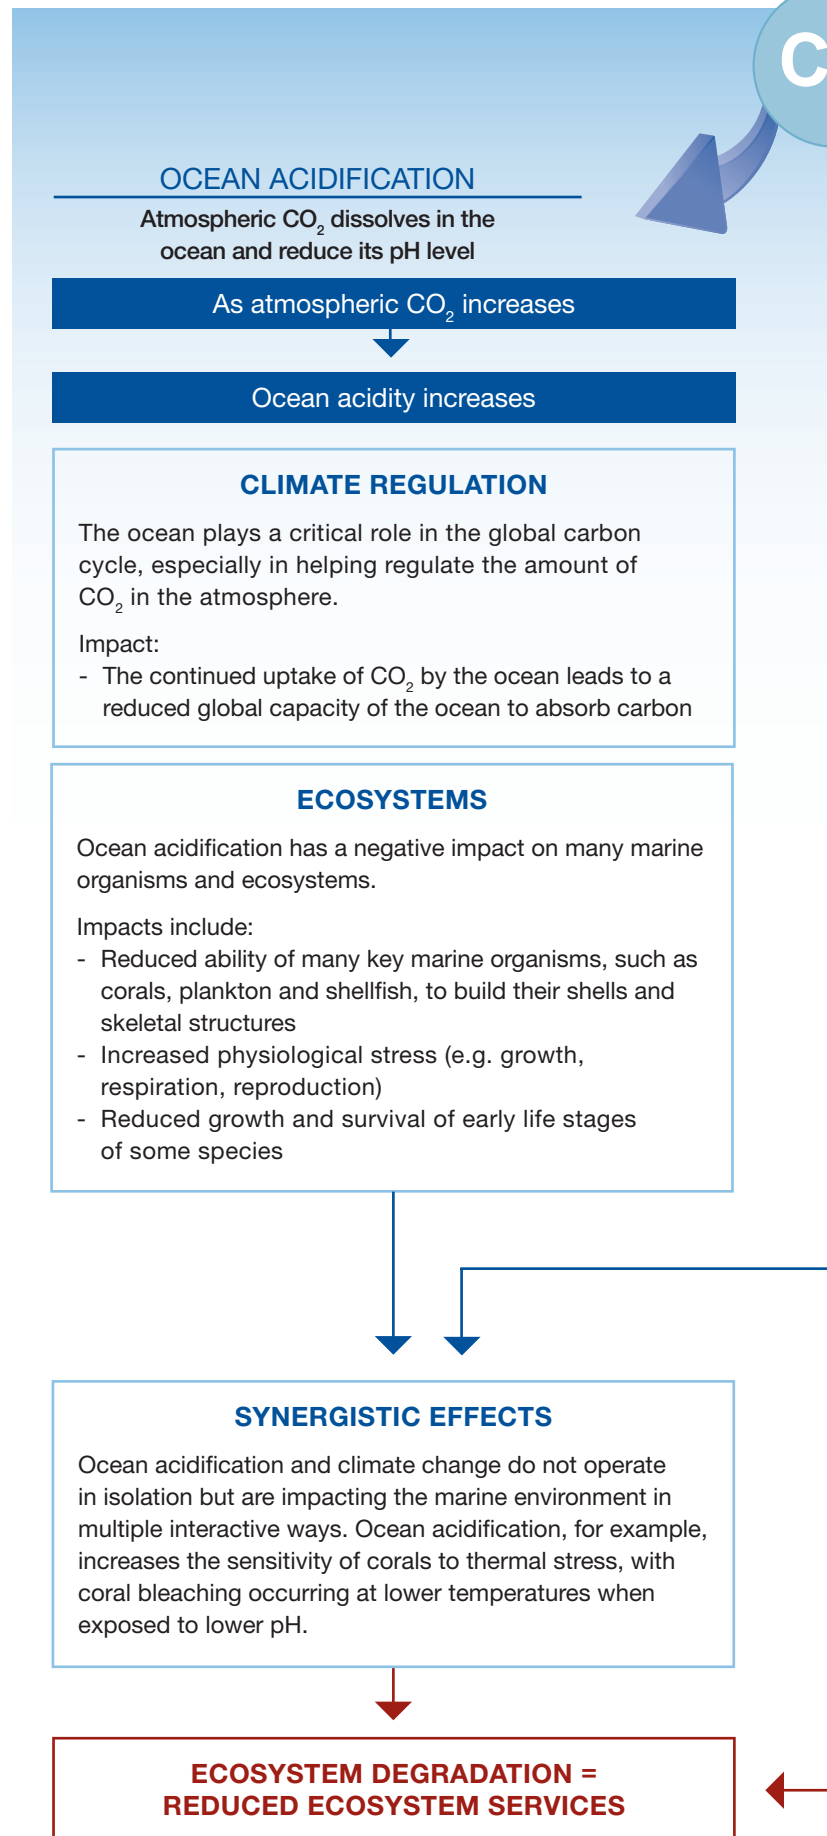 C
OCEAN ACIDIFICATION
Atmospheric CO₂ dissolves in the
ocean and reduce its pH level
As atmospheric CO₂ increases
Ocean acidity increases
CLIMATE REGULATION
The ocean plays a critical role in the global carbon
cycle, especially in helping regulate the amount of
CO₂ in the atmosphere.
Impact:
- The continued uptake of CO₂ by the ocean leads to a
reduced global capacity of the ocean to absorb carbon
ECOSYSTEMS
Ocean acidification has a negative impact on many marine
organisms and ecosystems.
Impacts include:
- Reduced ability of many key marine organisms, such as
corals, plankton and shellfish, to build their shells and
skeletal structures
- Increased physiological stress (e.g. growth,
respiration, reproduction)
- Reduced growth and survival of early life stages
of some species
SYNERGISTIC EFFECTS
Ocean acidification and climate change do not operate
in isolation but are impacting the marine environment in
multiple interactive ways. Ocean acidification, for example,
increases the sensitivity of corals to thermal stress, with
coral bleaching occurring at lower temperatures when
exposed to lower pH.
ECOSYSTEM DEGRADATION =
REDUCED ECOSYSTEM SERVICES